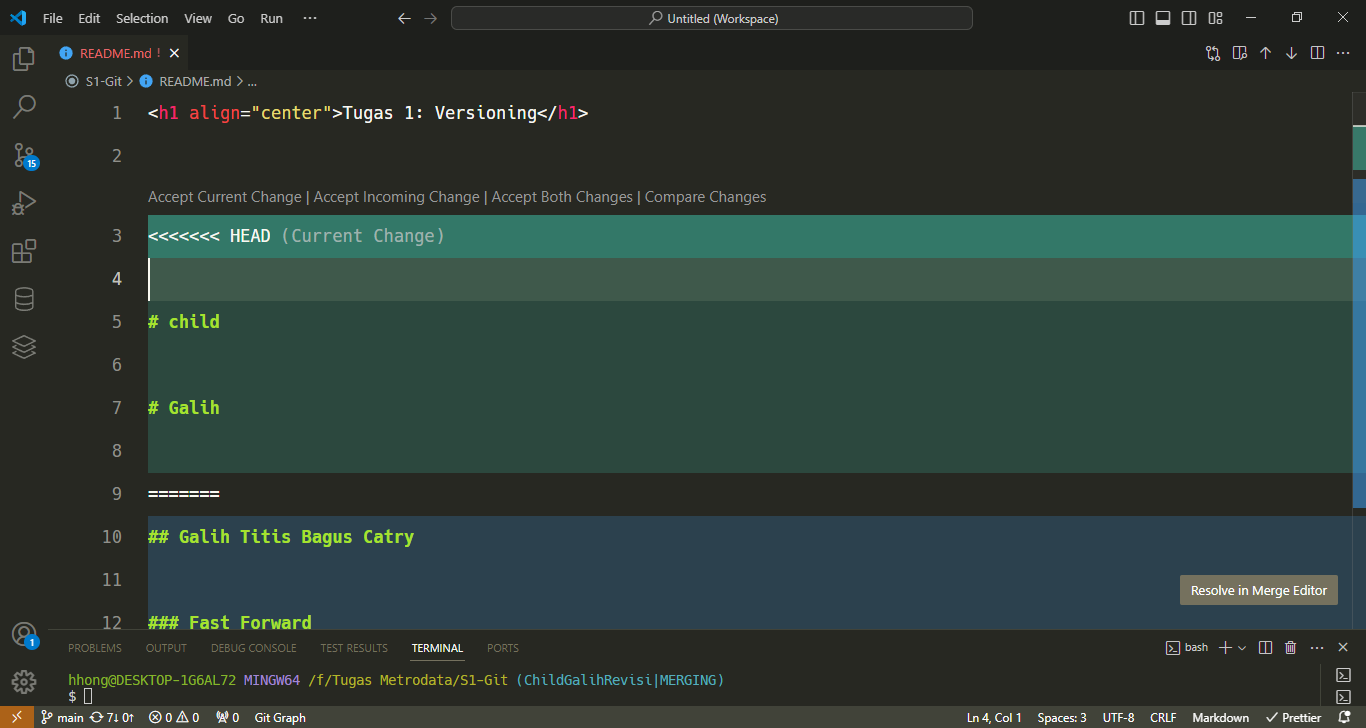 File Edit Selection View Go Run ··· Untitled (Workspace)
README.md ! ×
S1-Git > README.md > ...
1 <h1 align="center">Tugas 1: Versioning</h1>
2
Accept Current Change | Accept Incoming Change | Accept Both Changes | Compare Changes
3 <<<<<<< HEAD (Current Change)
4
5 # child
6
7 # Galih
8
9 =======
10 ## Galih Titis Bagus Catry
11
Resolve in Merge Editor
12 ### Fast Forward
15
1
PROBLEMS OUTPUT DEBUG CONSOLE TEST RESULTS TERMINAL PORTS bash
hhong@DESKTOP-1G6AL72 MINGW64 /f/Tugas Metrodata/S1-Git (ChildGalihRevisi|MERGING)
$
main 7↓ 0↑ 0 0 0 Git Graph Ln 4, Col 1 Spaces: 3 UTF-8 CRLF Markdown Prettier